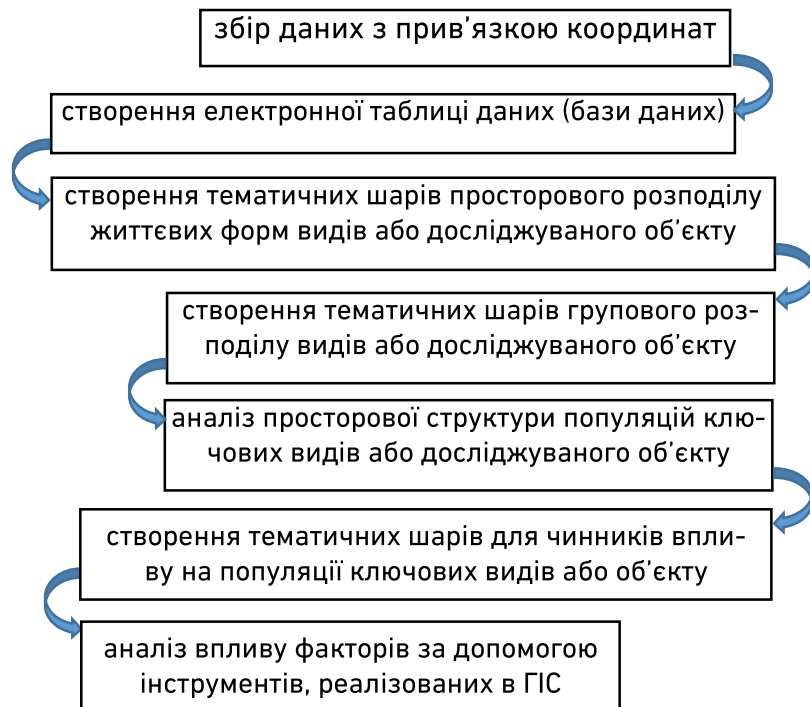 збір даних з прив’язкою координат
створення електронної таблиці даних (бази даних)
створення тематичних шарів просторового розподілу
життєвих форм видів або досліджуваного об’єкту
створення тематичних шарів групового роз-
поділу видів або досліджуваного об’єкту
аналіз просторової структури популяцій клю-
чових видів або досліджуваного об’єкту
створення тематичних шарів для чинників впли-
ву на популяції ключових видів або об’єкту
аналіз впливу факторів за допомогою
інструментів, реалізованих в ГІС